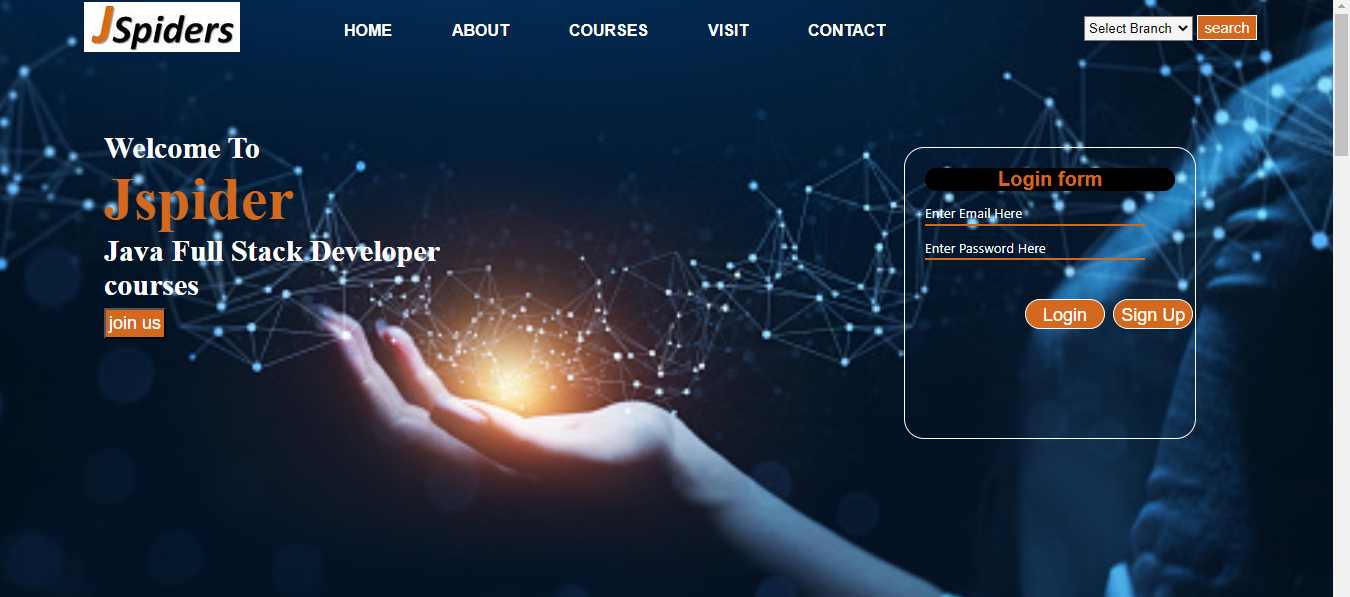 JSpiders
HOME ABOUT COURSES VISIT CONTACT
Select Branch search
Welcome To
Jspider
Java Full Stack Developer
courses
join us
Login form
Enter Email Here
Enter Password Here
Login Sign Up